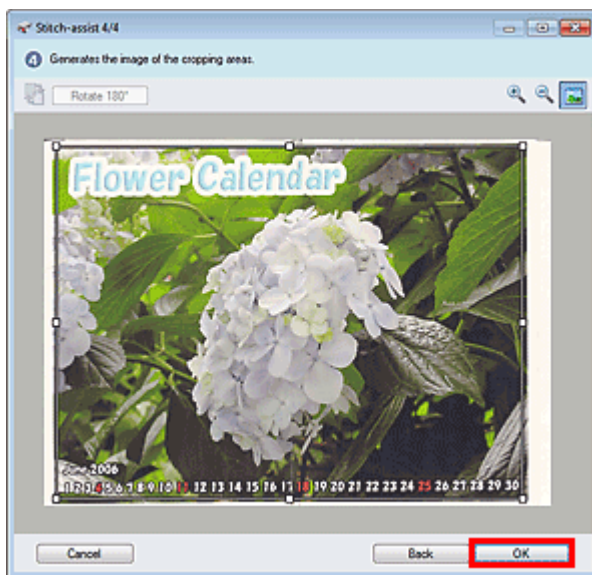 Stitch-assist 4/4
4 Generates the image of the cropping areas.
Rotate 180°
Flower Calendar
June 2006
1 2 3 4 5 6 7 8 9 10 11 12 13 14 15 16 17 18 19 20 21 22 23 24 25 26 27 28 29 30
Cancel Back OK